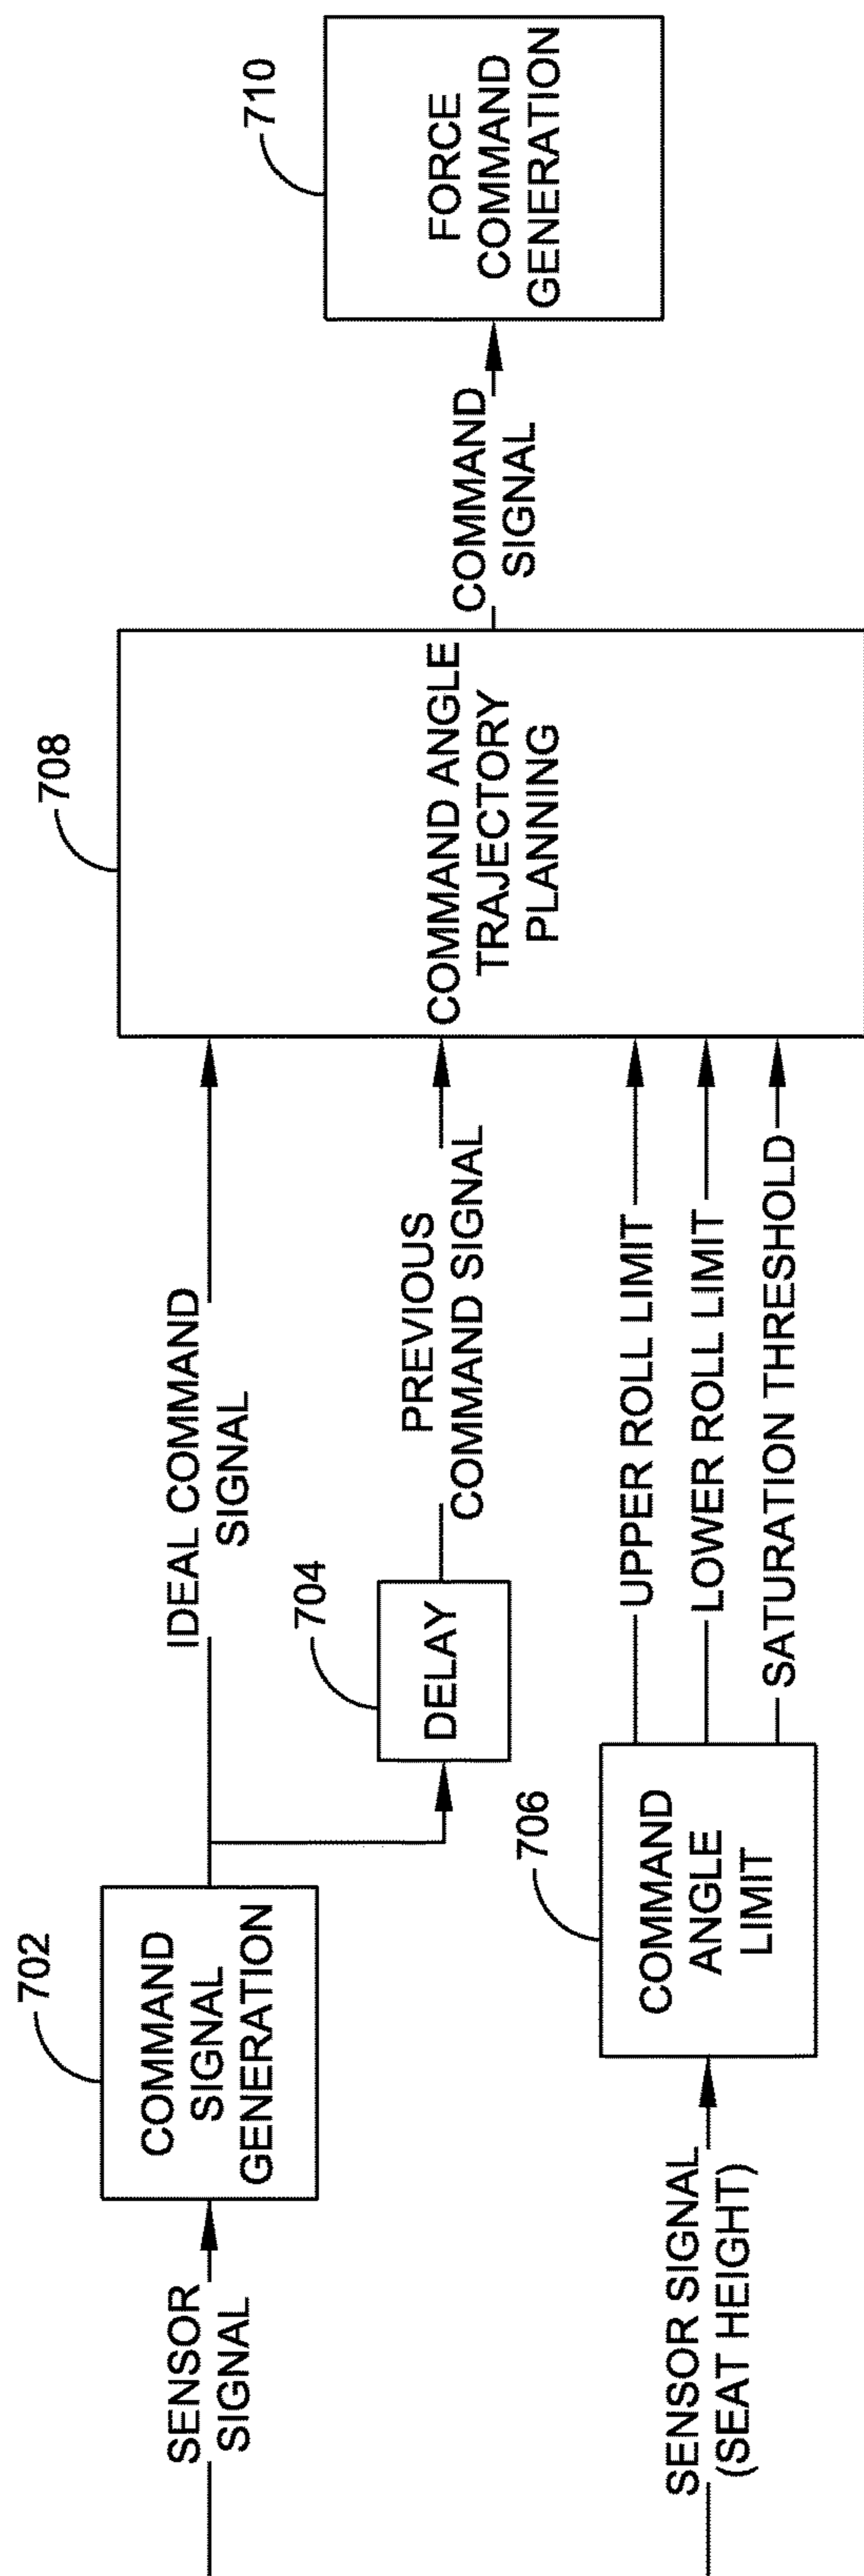 702
COMMAND
SIGNAL
GENERATION
SENSOR
SIGNAL
IDEAL COMMAND
SIGNAL
704
DELAY
PREVIOUS
COMMAND SIGNAL
706
COMMAND
ANGLE
LIMIT
SENSOR SIGNAL
(SEAT HEIGHT)
UPPER ROLL LIMIT
LOWER ROLL LIMIT
SATURATION THRESHOLD
708
COMMAND ANGLE
TRAJECTORY
PLANNING
COMMAND
SIGNAL
710
FORCE
COMMAND
GENERATION